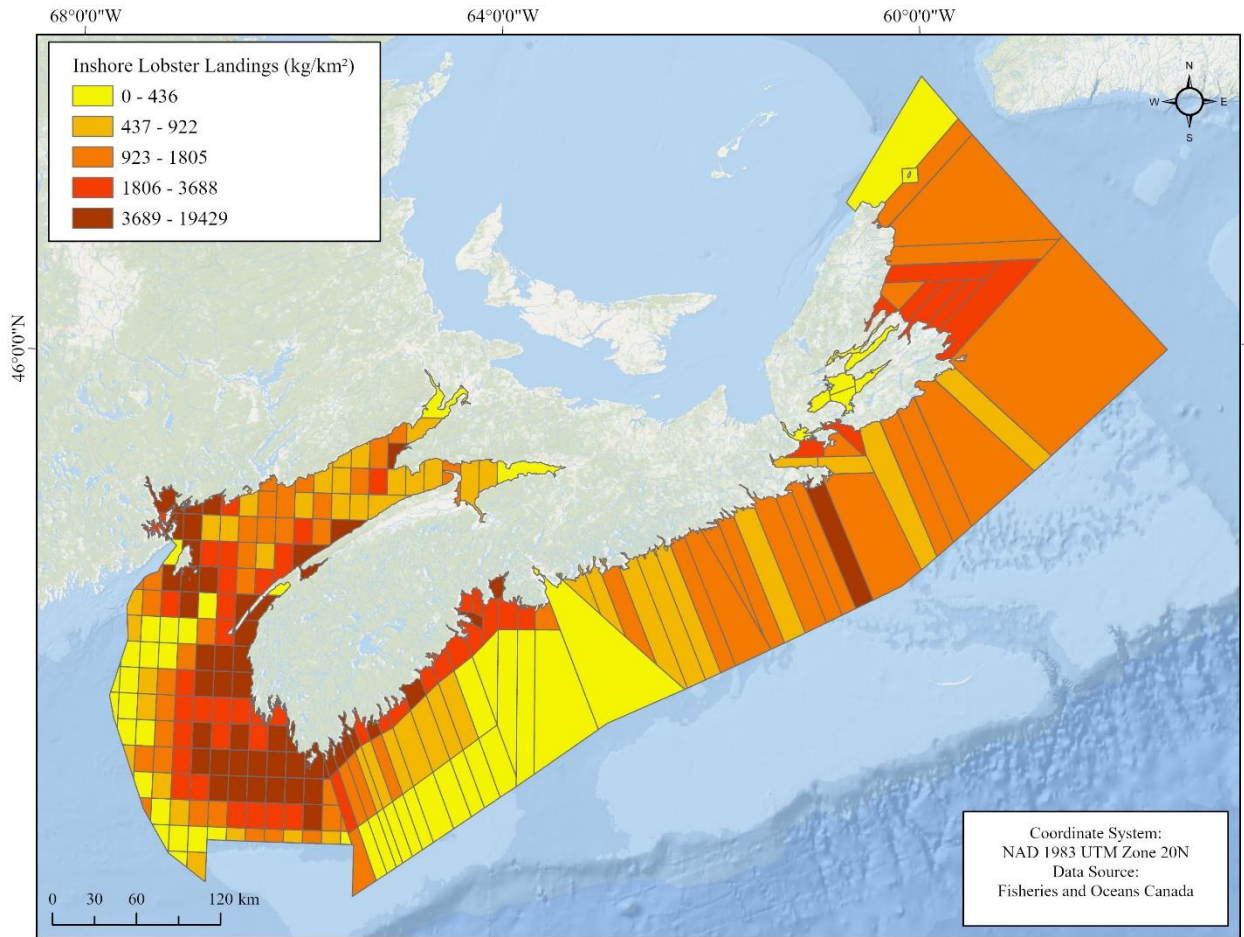 68°0'0"W
64°0'0"W
60°0'0"W
Inshore Lobster Landings (kg/km²)
0 - 436
437 - 922
923 - 1805
1806 - 3688
3689 - 19429
N
W
E
S
46°0'0"N
0 30 60 120 km
Coordinate System:
NAD 1983 UTM Zone 20N
Data Source:
Fisheries and Oceans Canada